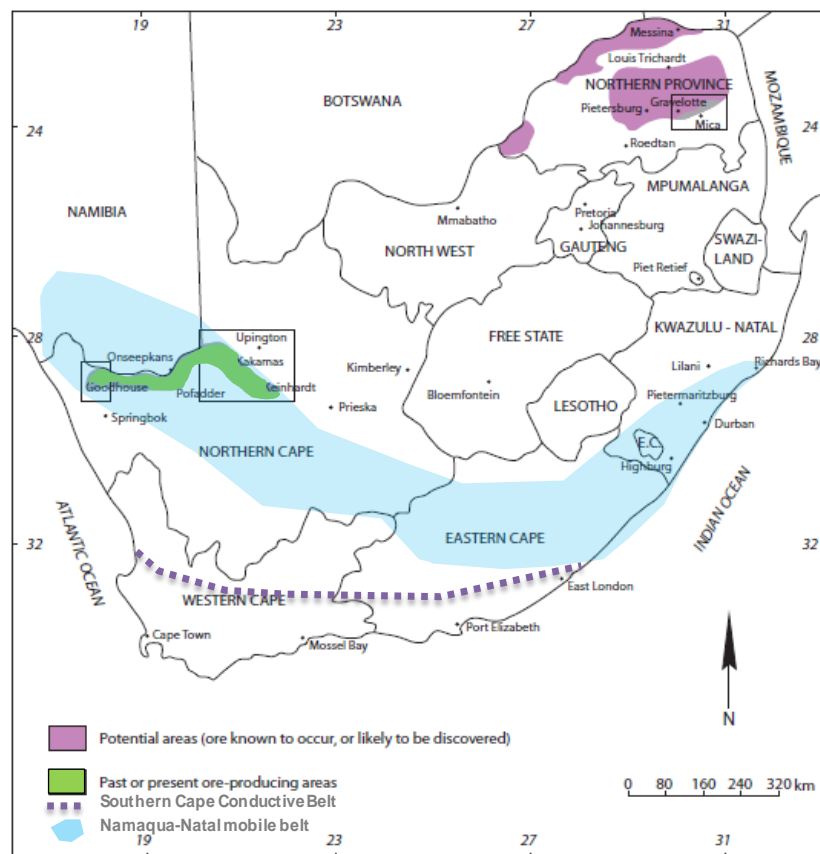 19
23
27
31
Messina
Louis Trichardt
NORTHERN PROVINCE
BOTSWANA
Pietersburg
Gravelotte
MOZAMBIQUE
24
24
Mica
Roedtan
MPUMALANGA
NAMIBIA
Mmabatho
Pretoria
Johannesburg
NORTH WEST
GAUTENG
SWAZI-
LAND
Piet Retief
28
28
Upington
Onseepkans
Kakamas
FREE STATE
KWAZULU - NATAL
Kimberley
Lilani
Richards Bay
Goodhouse
Pofadder
Keinhardt
Bloemfontein
Pietermaritzburg
Prieska
LESOTHO
Springbok
Durban
E.C.
NORTHERN CAPE
Highburg
ATLANTIC OCEAN
INDIAN OCEAN
32
32
EASTERN CAPE
East London
WESTERN CAPE
Port Elizabeth
Cape Town
Mossel Bay
N
Potential areas (ore known to occur, or likely to be discovered)
Past or present ore-producing areas
Southern Cape Conductive Belt
Namaqua-Natal mobile belt
0 80 160 240 320 km
19
23
27
31